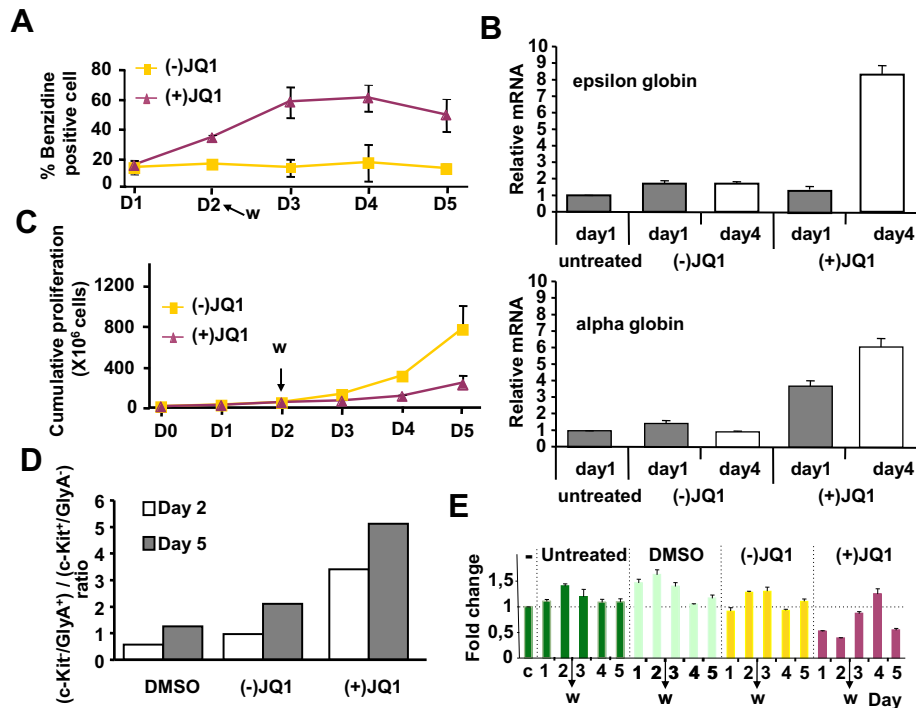 A
(-)JQ1
(+)JQ1
% Benzidine
positive cell
80
60
40
20
0
D1 D2 D3 D4 D5
w
B
epsilon globin
Relative mRNA
10
9
8
7
6
5
4
3
2
1
0
day1 day1 day4 day1 day4
untreated (-)JQ1 (+)JQ1
alpha globin
Relative mRNA
10
9
8
7
6
5
4
3
2
1
0
day1 day1 day4 day1 day4
untreated (-)JQ1 (+)JQ1
C
Cumulative proliferation
(X10⁶ cells)
1200
800
400
0
(-)JQ1
(+)JQ1
w
D0 D1 D2 D3 D4 D5
D
(c-Kit⁻/GlyA⁺) / (c-Kit⁺/GlyA⁻)
ratio
6
5
4
3
2
1
0
Day 2
Day 5
DMSO (-)JQ1 (+)JQ1
E
- Untreated DMSO (-)JQ1 (+)JQ1
Fold change
1,5
1
0,5
0
c 1 2 3 4 5 1 2 3 4 5 1 2 3 4 5 1 2 3 4 5
w w w w Day